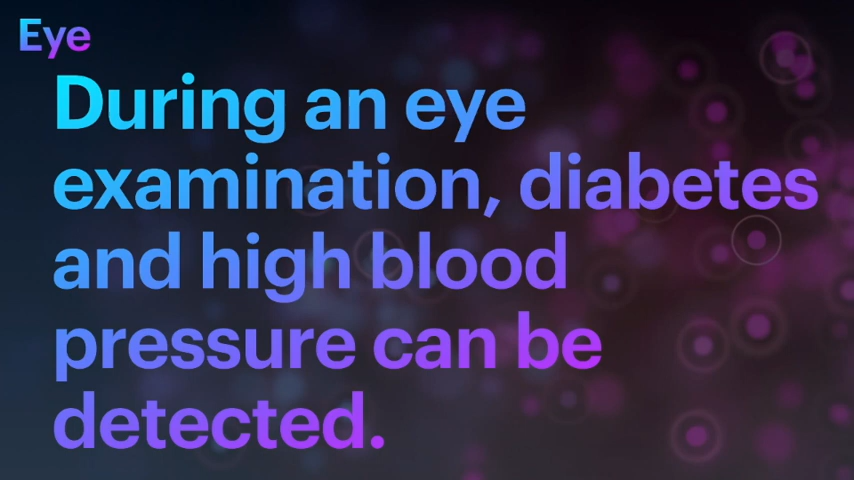 Eye
During an eye
examination, diabetes
and high blood
pressure can be
detected.